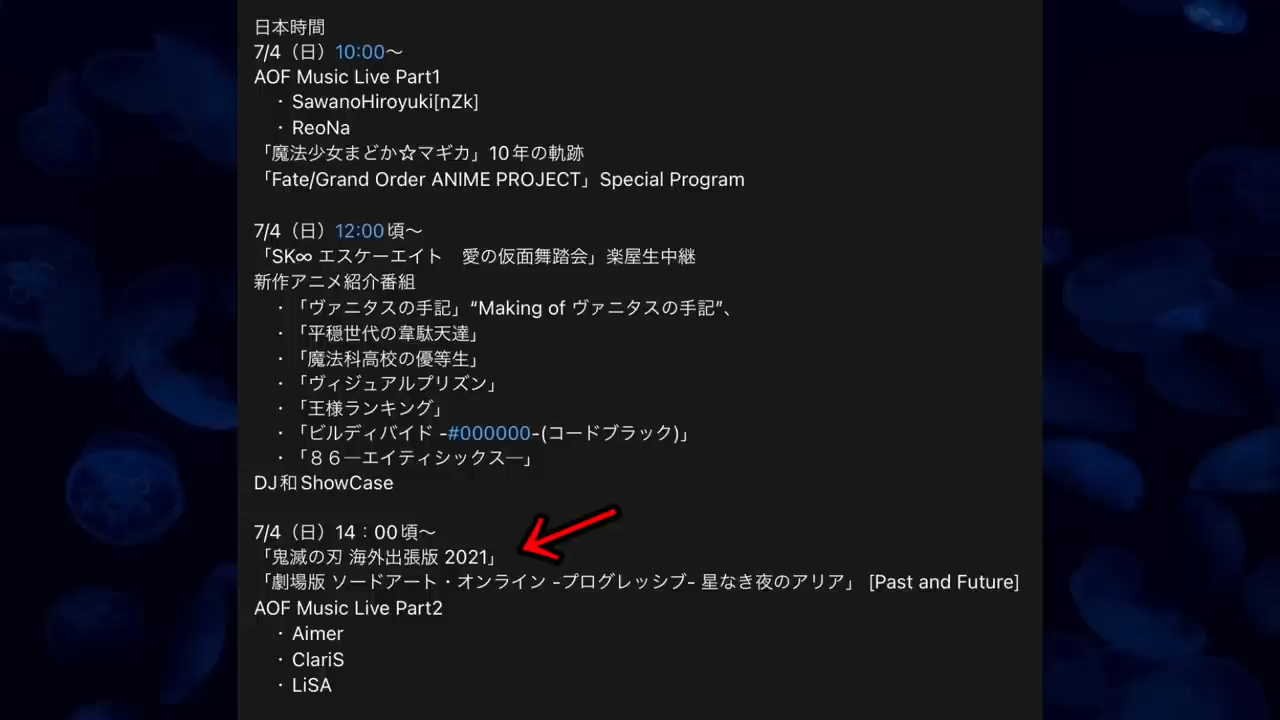 日本時間
7/4（日）10:00〜
AOF Music Live Part1
・SawanoHiroyuki[nZk]
・ReoNa
「魔法少女まどか☆マギカ」10年の軌跡
「Fate/Grand Order ANIME PROJECT」Special Program
7/4（日）12:00頃〜
「SK∞ エスケーエイト　愛の仮面舞踏会」楽屋生中継
新作アニメ紹介番組
・「ヴァニタスの手記」“Making of ヴァニタスの手記”、
・「平穏世代の韋駄天達」
・「魔法科高校の優等生」
・「ヴィジュアルプリズン」
・「王様ランキング」
・「ビルディバイド -#000000-(コードブラック)」
・「８６―エイティシックス―」
DJ和ShowCase
7/4（日）14：00頃〜
「鬼滅の刃 海外出張版 2021」
「劇場版 ソードアート・オンライン -プログレッシブ- 星なき夜のアリア」 [Past and Future]
AOF Music Live Part2
・Aimer
・ClariS
・LiSA